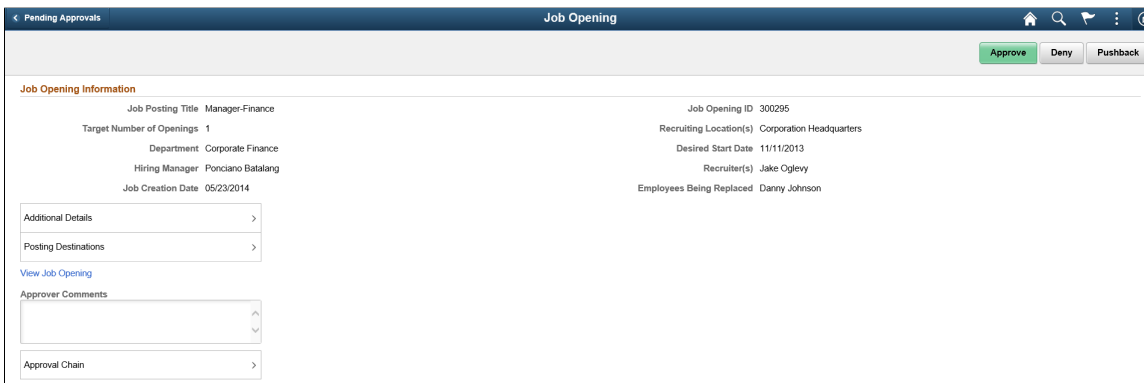 Pending Approvals Job Opening
Approve Deny Pushback
Job Opening Information
Job Posting Title Manager-Finance Job Opening ID 300295
Target Number of Openings 1 Recruiting Location(s) Corporation Headquarters
Department Corporate Finance Desired Start Date 11/11/2013
Hiring Manager Ponciano Batalang Recruiter(s) Jake Oglevy
Job Creation Date 05/23/2014 Employees Being Replaced Danny Johnson
Additional Details
Posting Destinations
View Job Opening
Approver Comments
Approval Chain